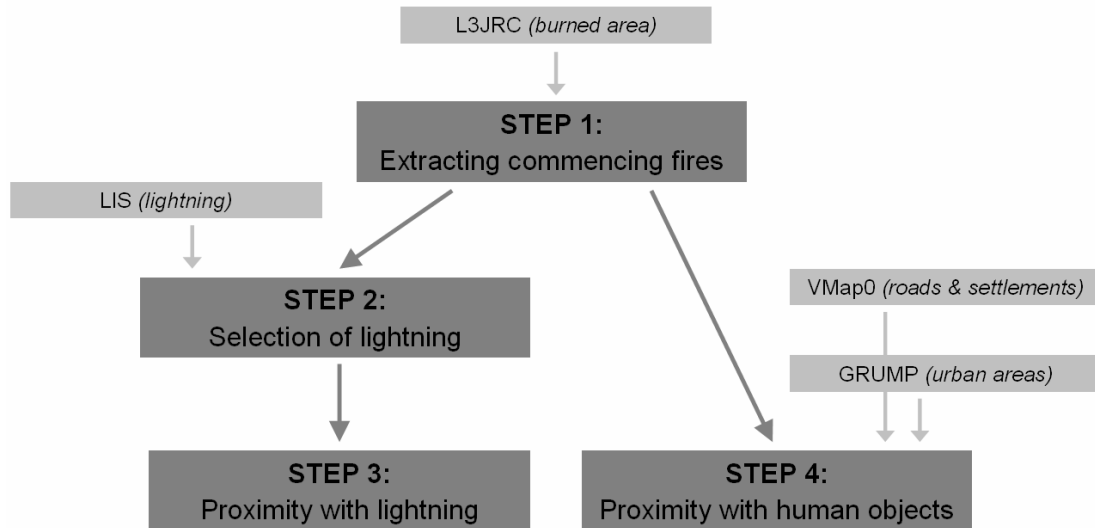 L3JRC (burned area)
STEP 1:
Extracting commencing fires
LIS (lightning)
STEP 2:
Selection of lightning
VMap0 (roads & settlements)
GRUMP (urban areas)
STEP 3:
Proximity with lightning
STEP 4:
Proximity with human objects